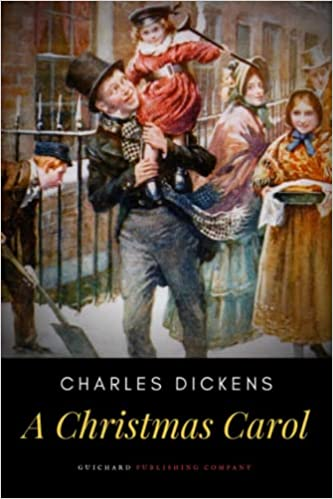 CHARLES DICKENS
A Christmas Carol
GUICHARD PUBLISHING COMPANY